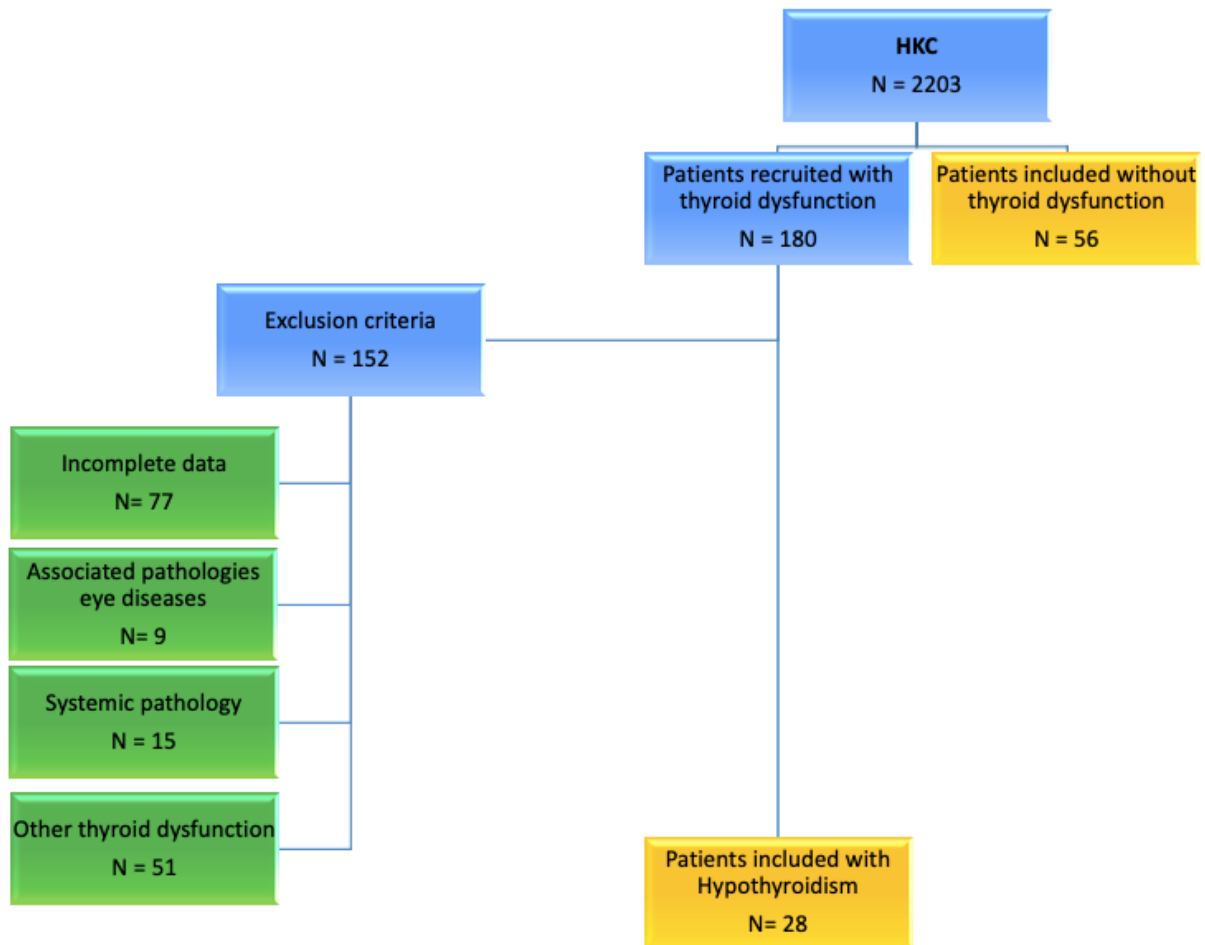 HKC
N = 2203
Patients recruited with
thyroid dysfunction
N = 180
Patients included without
thyroid dysfunction
N = 56
Exclusion criteria
N = 152
Incomplete data
N= 77
Associated pathologies
eye diseases
N= 9
Systemic pathology
N = 15
Other thyroid dysfunction
N = 51
Patients included with
Hypothyroidism
N= 28